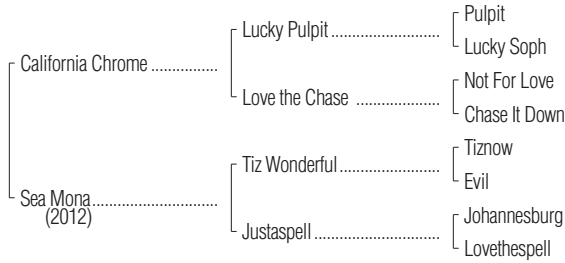 Pulpit
Lucky Pulpit
Lucky Soph
California Chrome
Not For Love
Love the Chase
Chase It Down
Tiznow
Tiz Wonderful
Evil
Sea Mona
(2012)
Johannesburg
Justaspell
Lovethespell